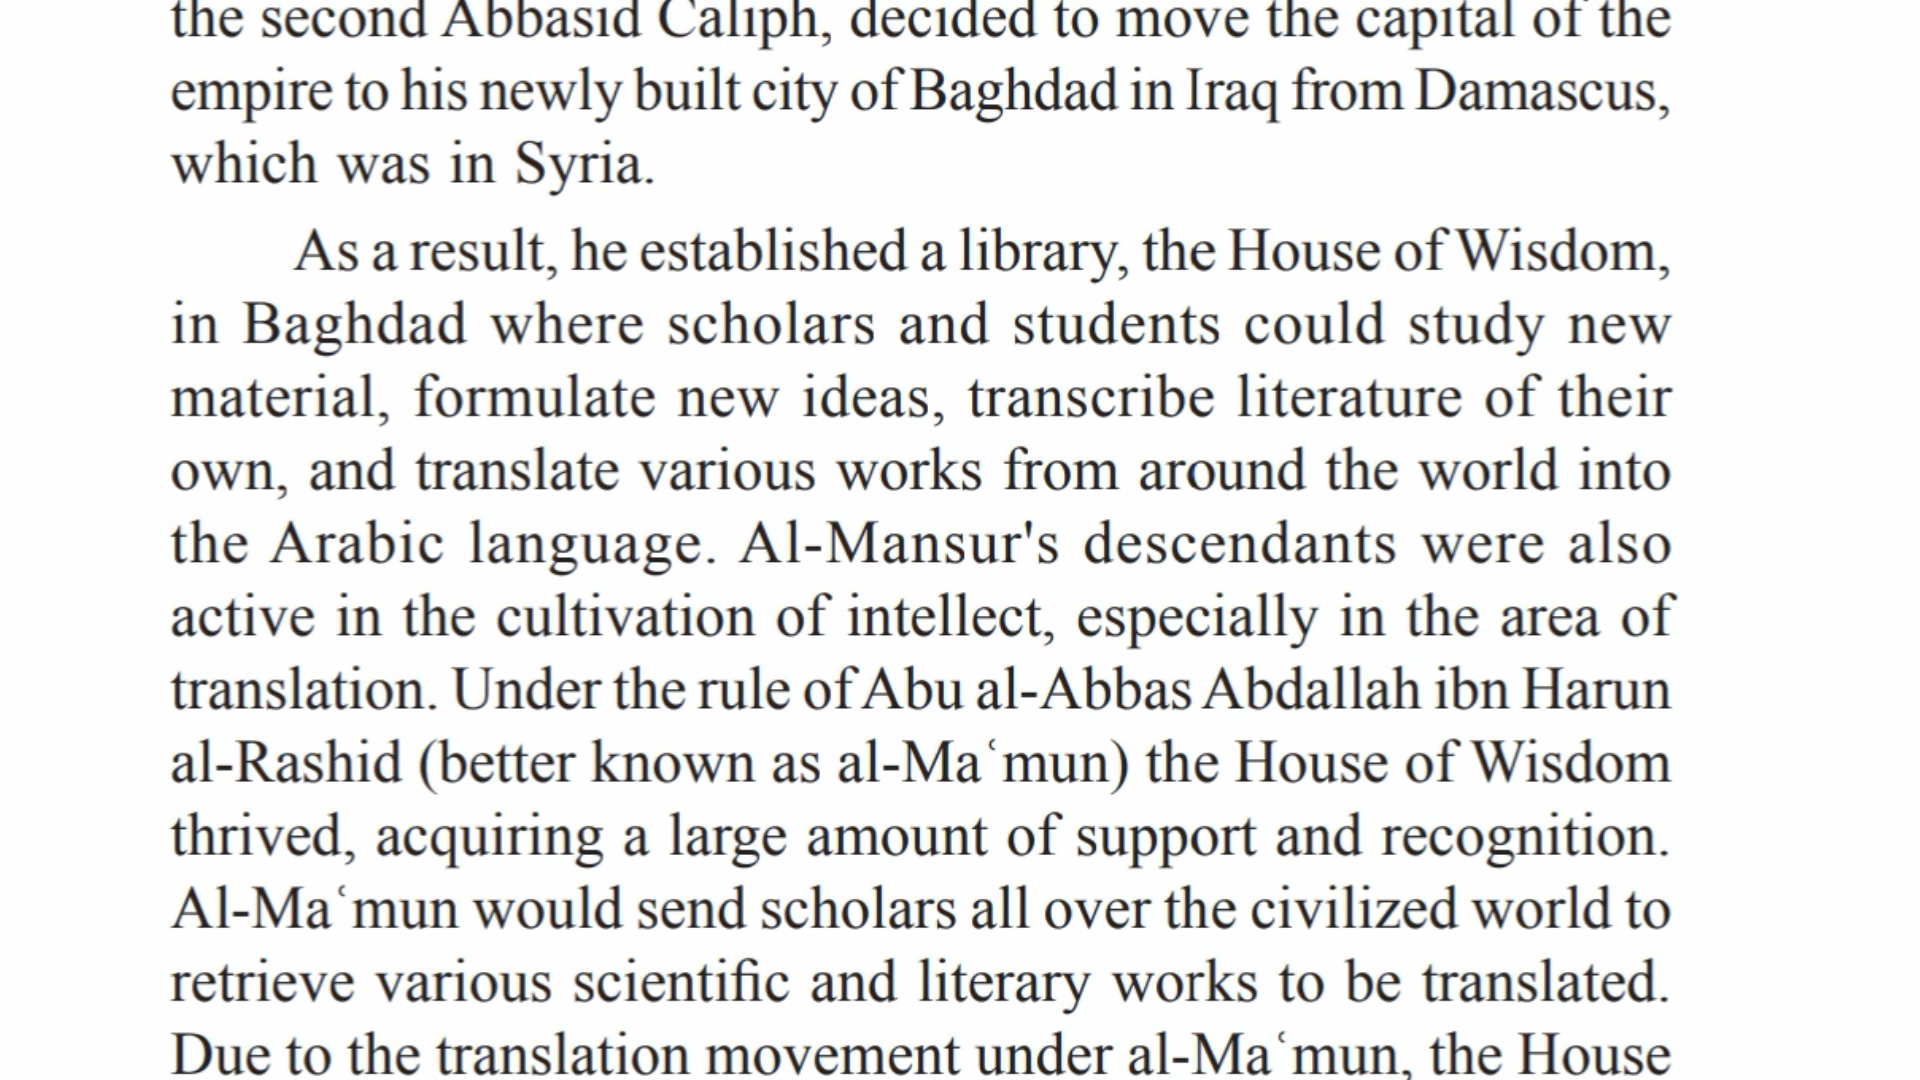 the second Abbasid Caliph, decided to move the capital of the
empire to his newly built city of Baghdad in Iraq from Damascus,
which was in Syria.
As a result, he established a library, the House of Wisdom,
in Baghdad where scholars and students could study new
material, formulate new ideas, transcribe literature of their
own, and translate various works from around the world into
the Arabic language. Al-Mansur's descendants were also
active in the cultivation of intellect, especially in the area of
translation. Under the rule of Abu al-Abbas Abdallah ibn Harun
al-Rashid (better known as al-Maʿmun) the House of Wisdom
thrived, acquiring a large amount of support and recognition.
Al-Maʿmun would send scholars all over the civilized world to
retrieve various scientific and literary works to be translated.
Due to the translation movement under al-Maʿmun, the House